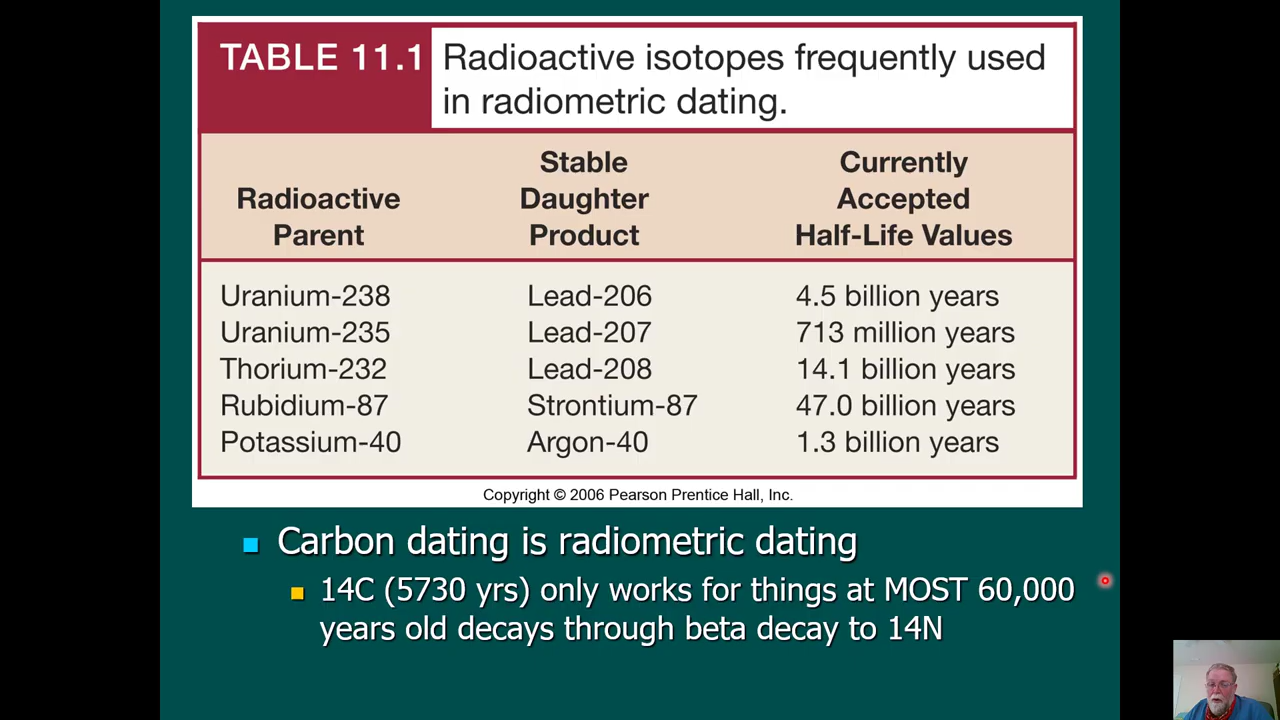 TABLE 11.1 Radioactive isotopes frequently used
in radiometric dating.
Radioactive
Parent
Stable
Daughter
Product
Currently
Accepted
Half-Life Values
Uranium-238 Lead-206 4.5 billion years
Uranium-235 Lead-207 713 million years
Thorium-232 Lead-208 14.1 billion years
Rubidium-87 Strontium-87 47.0 billion years
Potassium-40 Argon-40 1.3 billion years
Copyright © 2006 Pearson Prentice Hall, Inc.
Carbon dating is radiometric dating
14C (5730 yrs) only works for things at MOST 60,000
years old decays through beta decay to 14N